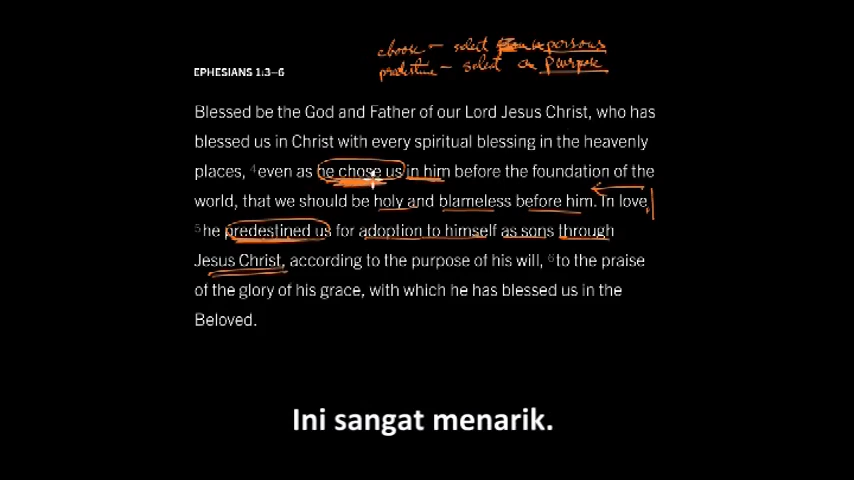 choose – select persons
predestine – select a purpose
EPHESIANS 1:3–6
Blessed be the God and Father of our Lord Jesus Christ, who has
blessed us in Christ with every spiritual blessing in the heavenly
places, 4even as he chose us in him before the foundation of the
world, that we should be holy and blameless before him. In love,
5he predestined us for adoption to himself as sons through
Jesus Christ, according to the purpose of his will, 6to the praise
of the glory of his grace, with which he has blessed us in the
Beloved.
Ini sangat menarik.